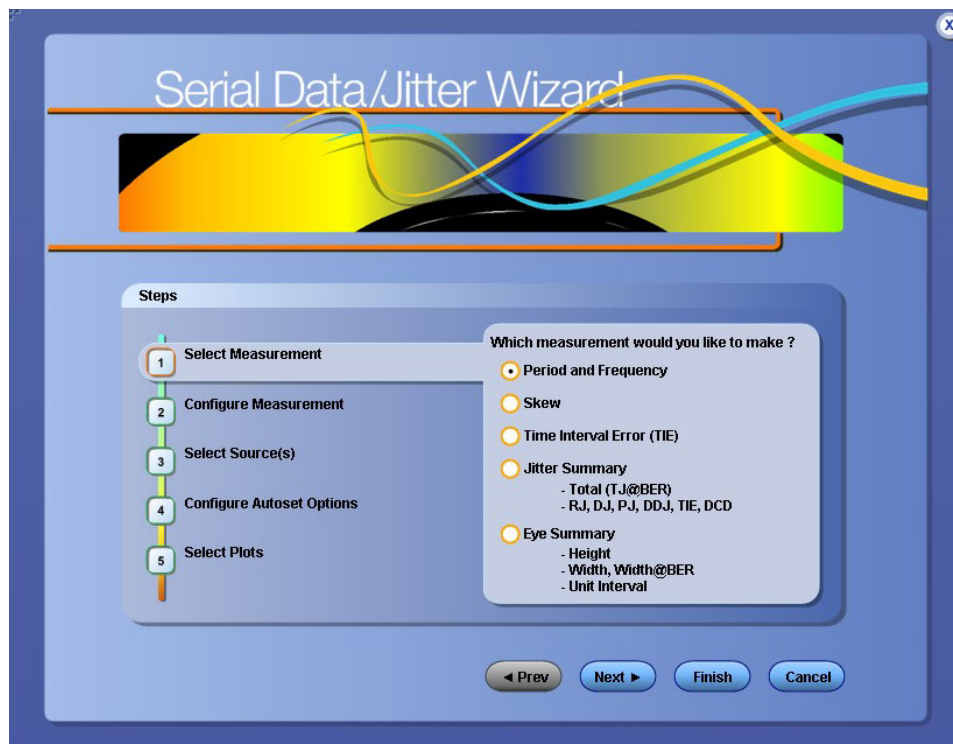 X
Serial Data/Jitter Wizard
Steps
1 Select Measurement
2 Configure Measurement
3 Select Source(s)
4 Configure Autoset Options
5 Select Plots
Which measurement would you like to make ?
Period and Frequency
Skew
Time Interval Error (TIE)
Jitter Summary
- Total (TJ@BER)
- RJ, DJ, PJ, DDJ, TIE, DCD
Eye Summary
- Height
- Width, Width@BER
- Unit Interval
◄ Prev
Next ►
Finish
Cancel